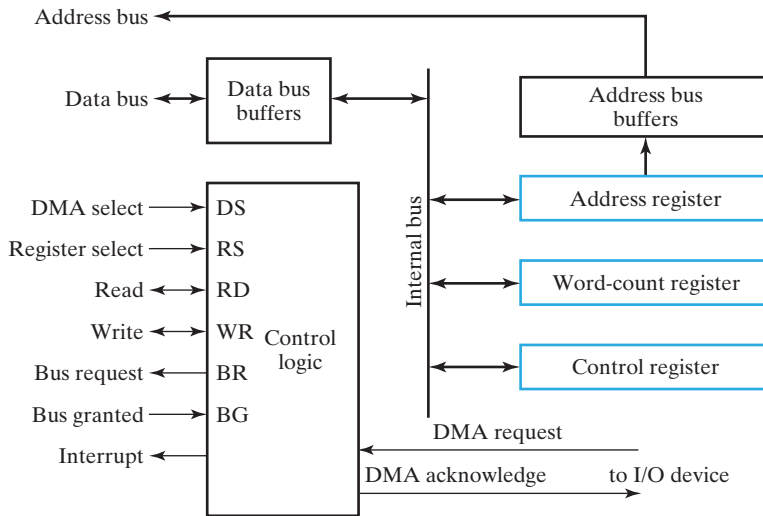 Address bus
Data bus
Data bus
buffers
Address bus
buffers
Internal bus
Address register
Word-count register
Control register
DMA select
DS
Register select
RS
Read
RD
Write
WR
Bus request
BR
Bus granted
BG
Interrupt
Control
logic
DMA request
DMA acknowledge
to I/O device